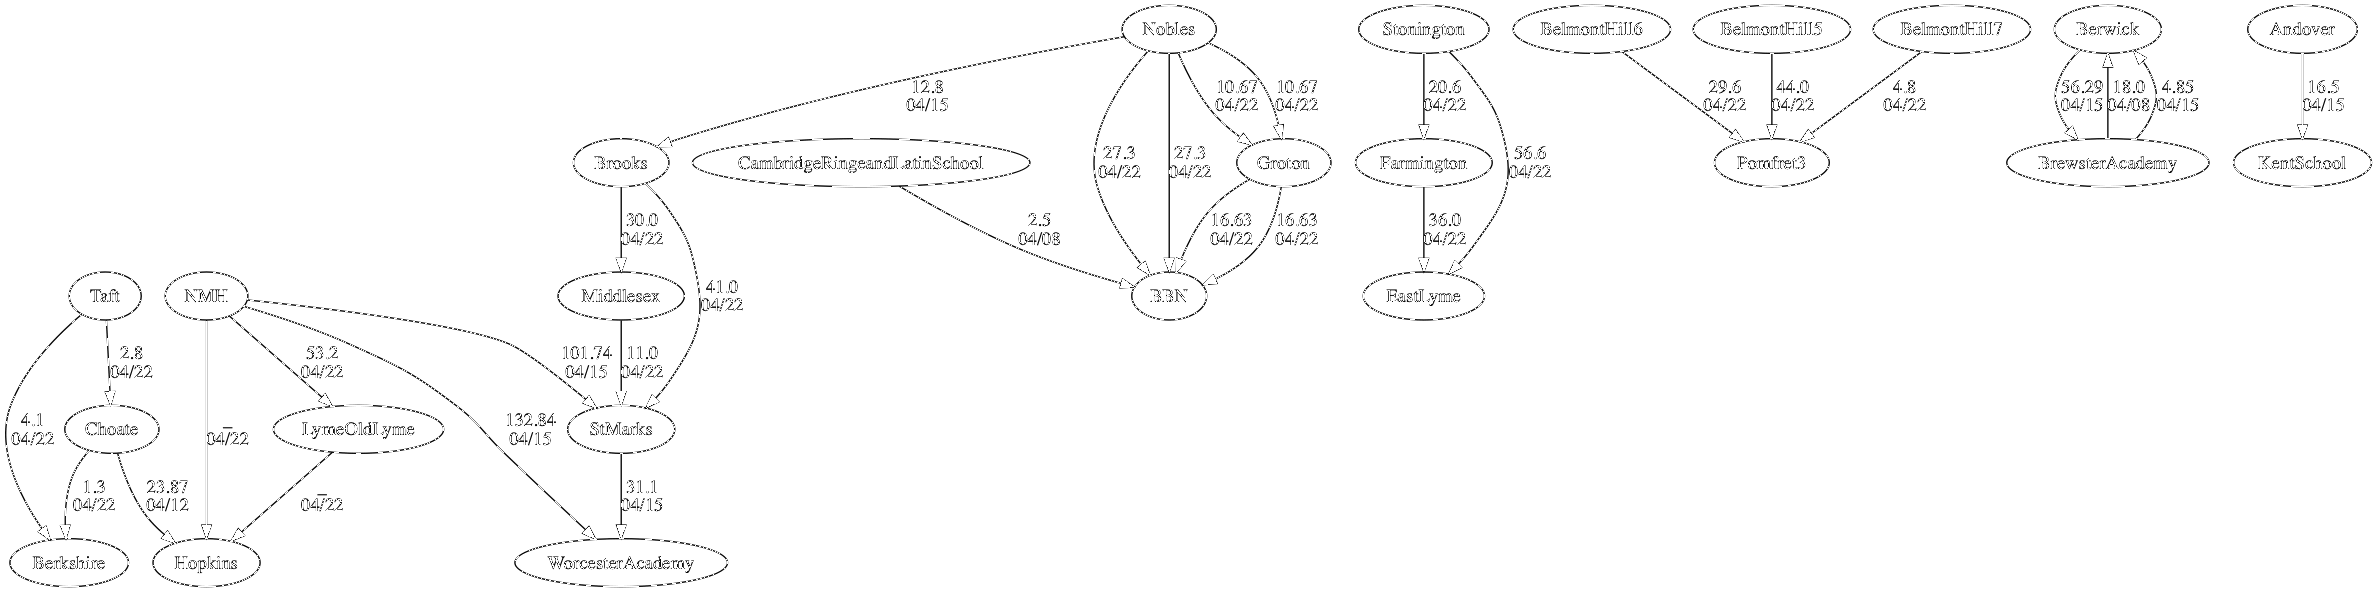 Nobles
Stonington
BelmontHill6
BelmontHill5
BelmontHill7
Berwick
Andover
12.8
04/15
10.67
04/22
10.67
04/22
20.6
04/22
29.6
04/22
44.0
04/22
4.8
04/22
56.29
04/15
18.0
04/08
4.85
04/15
16.5
04/15
Brooks
CambridgeRingeandLatinSchool
27.3
04/22
27.3
04/22
Groton
Farmington
56.6
04/22
Pomfret3
BrewsterAcademy
KentSchool
30.0
04/22
2.5
04/08
16.63
04/22
16.63
04/22
36.0
04/22
Taft
NMH
Middlesex
41.0
04/22
BBN
EastLyme
2.8
04/22
53.2
04/22
101.74
04/15
11.0
04/22
4.1
04/22
Choate
–
04/22
LymeOldLyme
132.84
04/15
StMarks
1.3
04/22
23.87
04/12
–
04/22
31.1
04/15
Berkshire
Hopkins
WorcesterAcademy